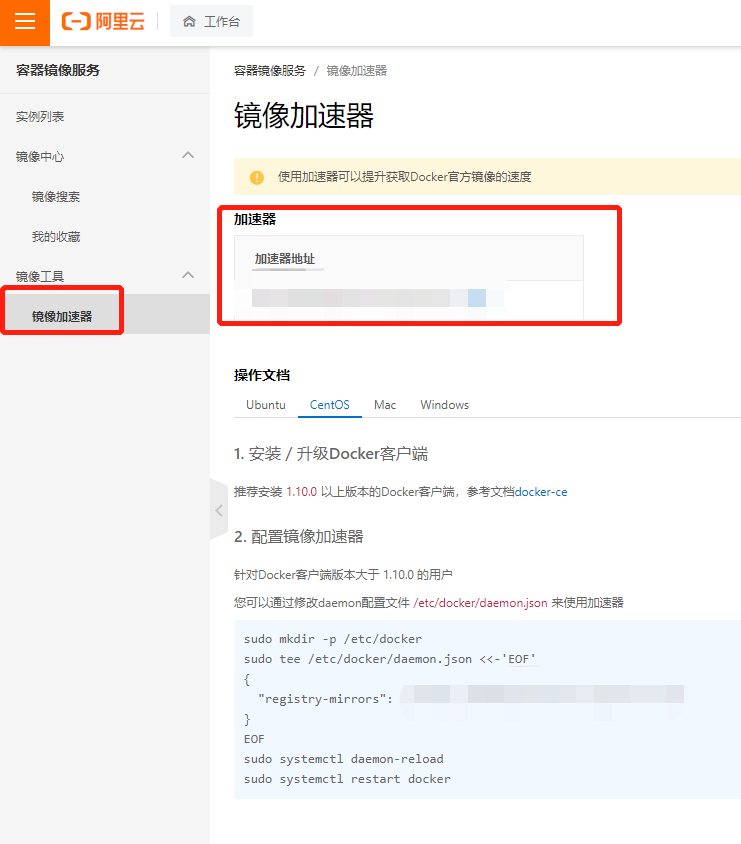 阿里云
工作台
容器镜像服务
实例列表
镜像中心
镜像搜索
我的收藏
镜像工具
镜像加速器
容器镜像服务 / 镜像加速器
镜像加速器
使用加速器可以提升获取Docker官方镜像的速度
加速器
加速器地址
操作文档
Ubuntu CentOS Mac Windows
1. 安装 / 升级Docker客户端
推荐安装 1.10.0 以上版本的Docker客户端，参考文档docker-ce
2. 配置镜像加速器
针对Docker客户端版本大于 1.10.0 的用户
您可以通过修改daemon配置文件 /etc/docker/daemon.json 来使用加速器
sudo mkdir -p /etc/docker
sudo tee /etc/docker/daemon.json <<-'EOF'
{
"registry-mirrors":
}
EOF
sudo systemctl daemon-reload
sudo systemctl restart docker